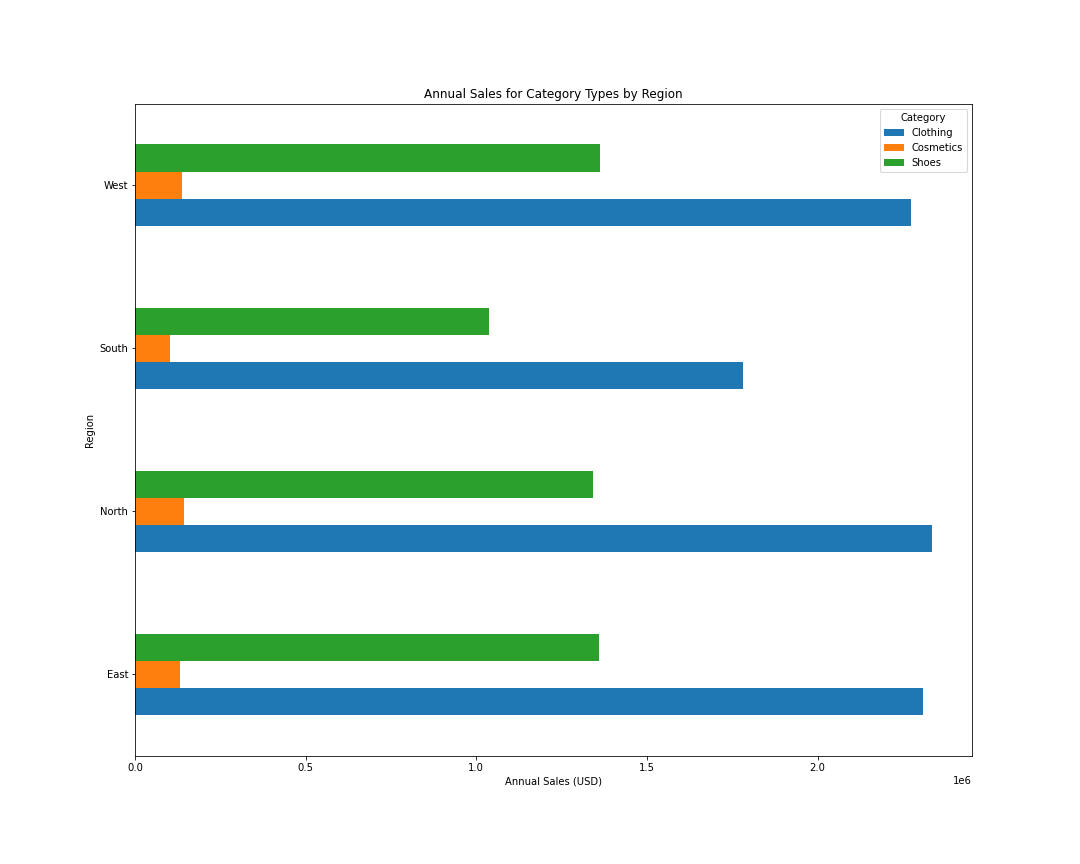 Annual Sales for Category Types by Region
Category
Clothing
Cosmetics
Shoes
West
South
North
East
Region
0.0 0.5 1.0 1.5 2.0
1e6
Annual Sales (USD)